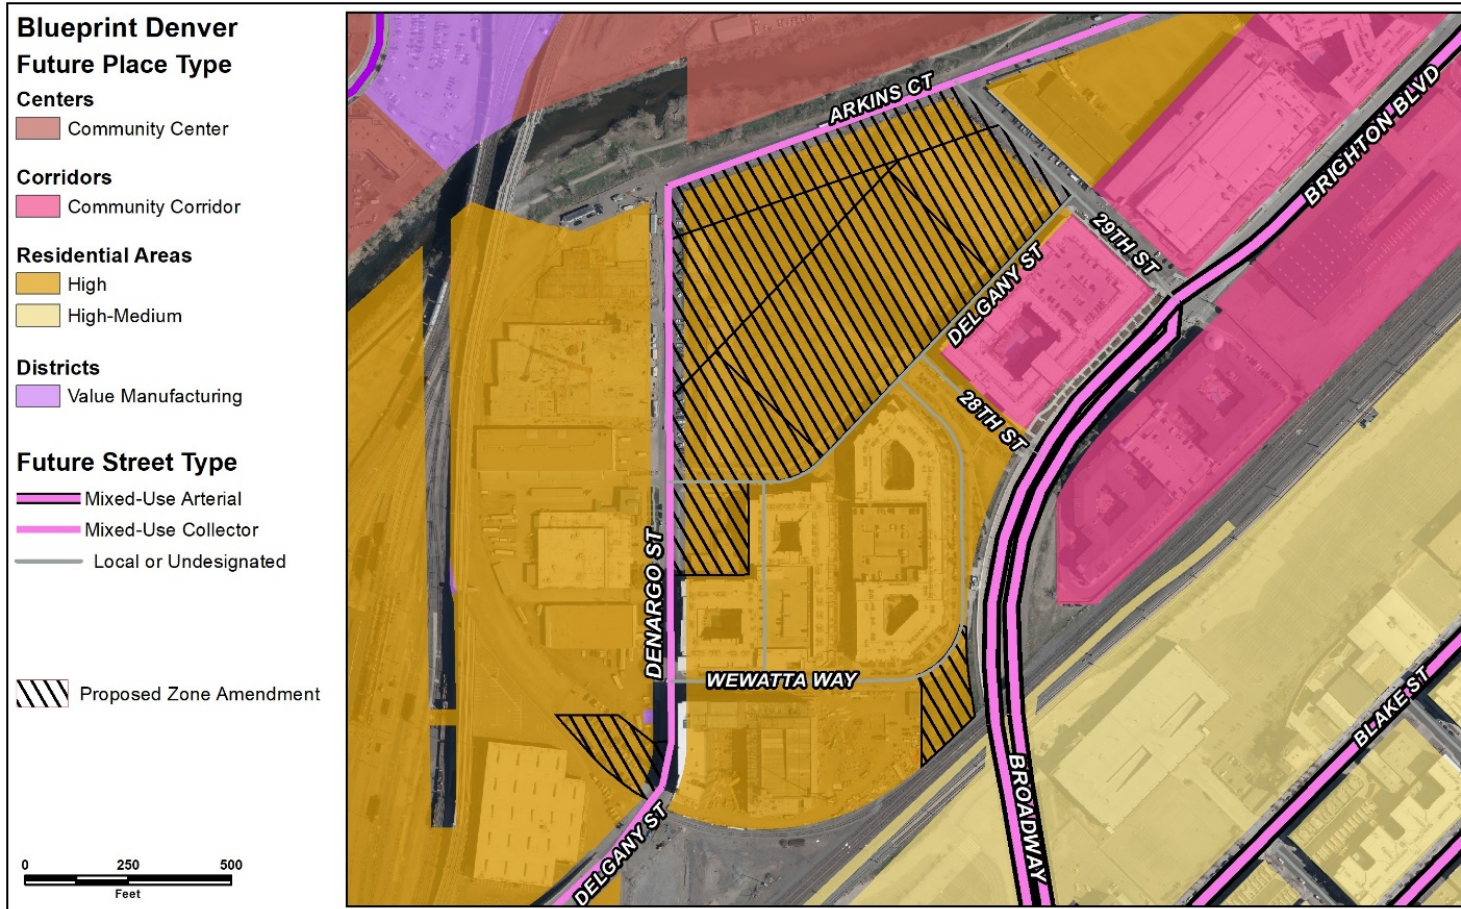 Blueprint Denver
Future Place Type
Centers
Community Center
Corridors
Community Corridor
Residential Areas
High
High-Medium
Districts
Value Manufacturing
Future Street Type
Mixed-Use Arterial
Mixed-Use Collector
Local or Undesignated
Proposed Zone Amendment
0 250 500
Feet
ARKINS CT
BRIGHTON BLVD
29TH ST
DELGANY ST
28TH ST
DENARGO ST
WEWATTA WAY
BLAKE ST
BROADWAY
DELGANY ST